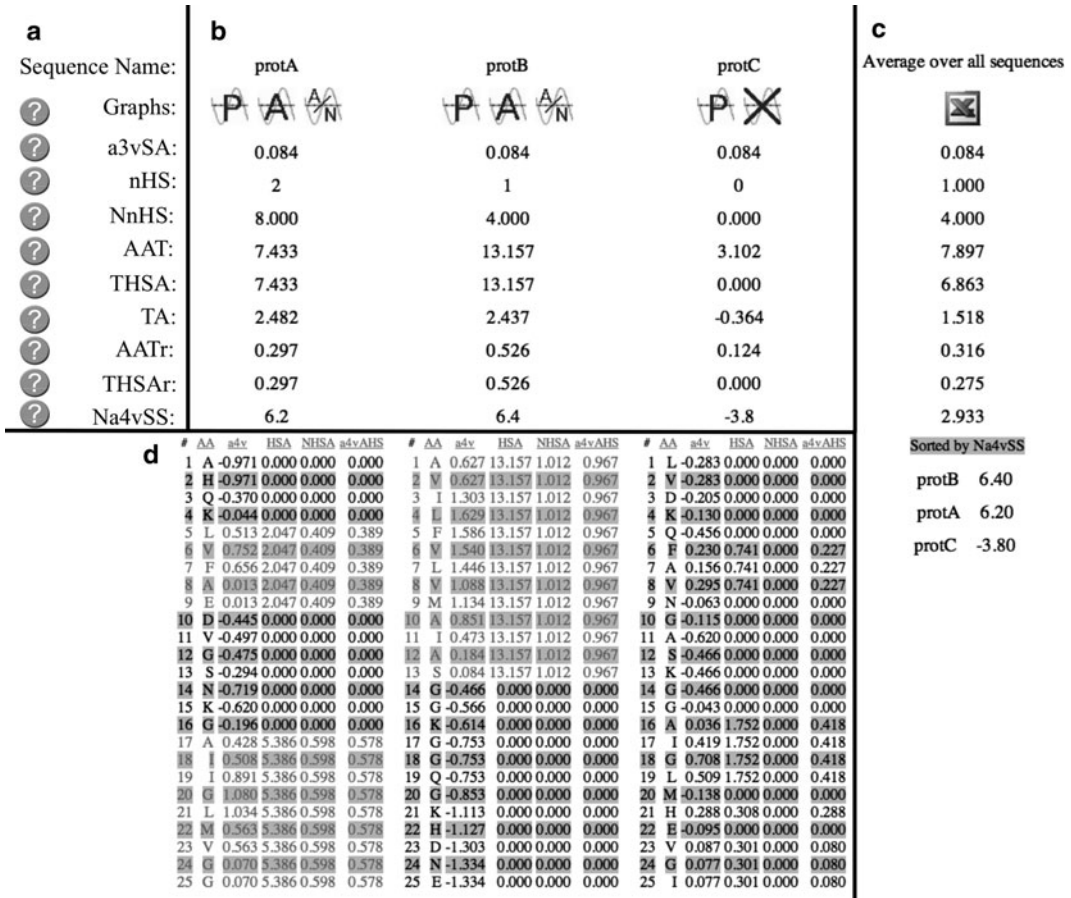 a b c
Sequence Name: protA protB protC Average over all sequences
? Graphs: P A A/N P A A/N P X X
? a3vSA: 0.084 0.084 0.084 0.084
? nHS: 2 1 0 1.000
? NnHS: 8.000 4.000 0.000 4.000
? AAT: 7.433 13.157 3.102 7.897
? THSA: 7.433 13.157 0.000 6.863
? TA: 2.482 2.437 -0.364 1.518
? AATr: 0.297 0.526 0.124 0.316
? THSAr: 0.297 0.526 0.000 0.275
? Na4vSS: 6.2 6.4 -3.8 2.933
d
# AA a4v HSA NHSA a4vAHS # AA a4v HSA NHSA a4vAHS # AA a4v HSA NHSA a4vAHS Sorted by Na4vSS
1 A -0.971 0.000 0.000 0.000 1 A 0.627 13.157 1.012 0.967 1 L -0.283 0.000 0.000 0.000
2 H -0.971 0.000 0.000 0.000 2 V 0.627 13.157 1.012 0.967 2 V -0.283 0.000 0.000 0.000 protB 6.40
3 Q -0.370 0.000 0.000 0.000 3 I 1.303 13.157 1.012 0.967 3 D -0.205 0.000 0.000 0.000
4 K -0.044 0.000 0.000 0.000 4 L 1.629 13.157 1.012 0.967 4 K -0.130 0.000 0.000 0.000 protA 6.20
5 L 0.513 2.047 0.409 0.389 5 F 1.586 13.157 1.012 0.967 5 Q -0.456 0.000 0.000 0.000
6 V 0.752 2.047 0.409 0.389 6 V 1.540 13.157 1.012 0.967 6 F 0.230 0.741 0.000 0.227 protC -3.80
7 F 0.656 2.047 0.409 0.389 7 L 1.446 13.157 1.012 0.967 7 A 0.156 0.741 0.000 0.227
8 A 0.013 2.047 0.409 0.389 8 V 1.088 13.157 1.012 0.967 8 V 0.295 0.741 0.000 0.227
9 E 0.013 2.047 0.409 0.389 9 M 1.134 13.157 1.012 0.967 9 N -0.063 0.000 0.000 0.000
10 D -0.445 0.000 0.000 0.000 10 A 0.851 13.157 1.012 0.967 10 G -0.115 0.000 0.000 0.000
11 V -0.497 0.000 0.000 0.000 11 I 0.473 13.157 1.012 0.967 11 A -0.620 0.000 0.000 0.000
12 G -0.475 0.000 0.000 0.000 12 A 0.184 13.157 1.012 0.967 12 S -0.466 0.000 0.000 0.000
13 S -0.294 0.000 0.000 0.000 13 S 0.084 13.157 1.012 0.967 13 K -0.466 0.000 0.000 0.000
14 N -0.719 0.000 0.000 0.000 14 G -0.466 0.000 0.000 0.000 14 G -0.466 0.000 0.000 0.000
15 K -0.620 0.000 0.000 0.000 15 G -0.566 0.000 0.000 0.000 15 G -0.043 0.000 0.000 0.000
16 G -0.196 0.000 0.000 0.000 16 K -0.614 0.000 0.000 0.000 16 A 0.036 1.752 0.000 0.418
17 A 0.428 5.386 0.598 0.578 17 G -0.753 0.000 0.000 0.000 17 I 0.419 1.752 0.000 0.418
18 I 0.508 5.386 0.598 0.578 18 G -0.753 0.000 0.000 0.000 18 G 0.708 1.752 0.000 0.418
19 I 0.891 5.386 0.598 0.578 19 Q -0.753 0.000 0.000 0.000 19 L 0.509 1.752 0.000 0.418
20 G 1.080 5.386 0.598 0.578 20 G -0.853 0.000 0.000 0.000 20 M -0.138 0.000 0.000 0.000
21 L 1.034 5.386 0.598 0.578 21 K -1.113 0.000 0.000 0.000 21 H 0.288 0.308 0.000 0.288
22 M 0.563 5.386 0.598 0.578 22 H -1.127 0.000 0.000 0.000 22 E -0.095 0.000 0.000 0.000
23 V 0.563 5.386 0.598 0.578 23 D -1.303 0.000 0.000 0.000 23 V 0.087 0.301 0.000 0.080
24 G 0.070 5.386 0.598 0.578 24 N -1.334 0.000 0.000 0.000 24 G 0.077 0.301 0.000 0.080
25 G 0.070 5.386 0.598 0.578 25 E -1.334 0.000 0.000 0.000 25 I 0.077 0.301 0.000 0.080